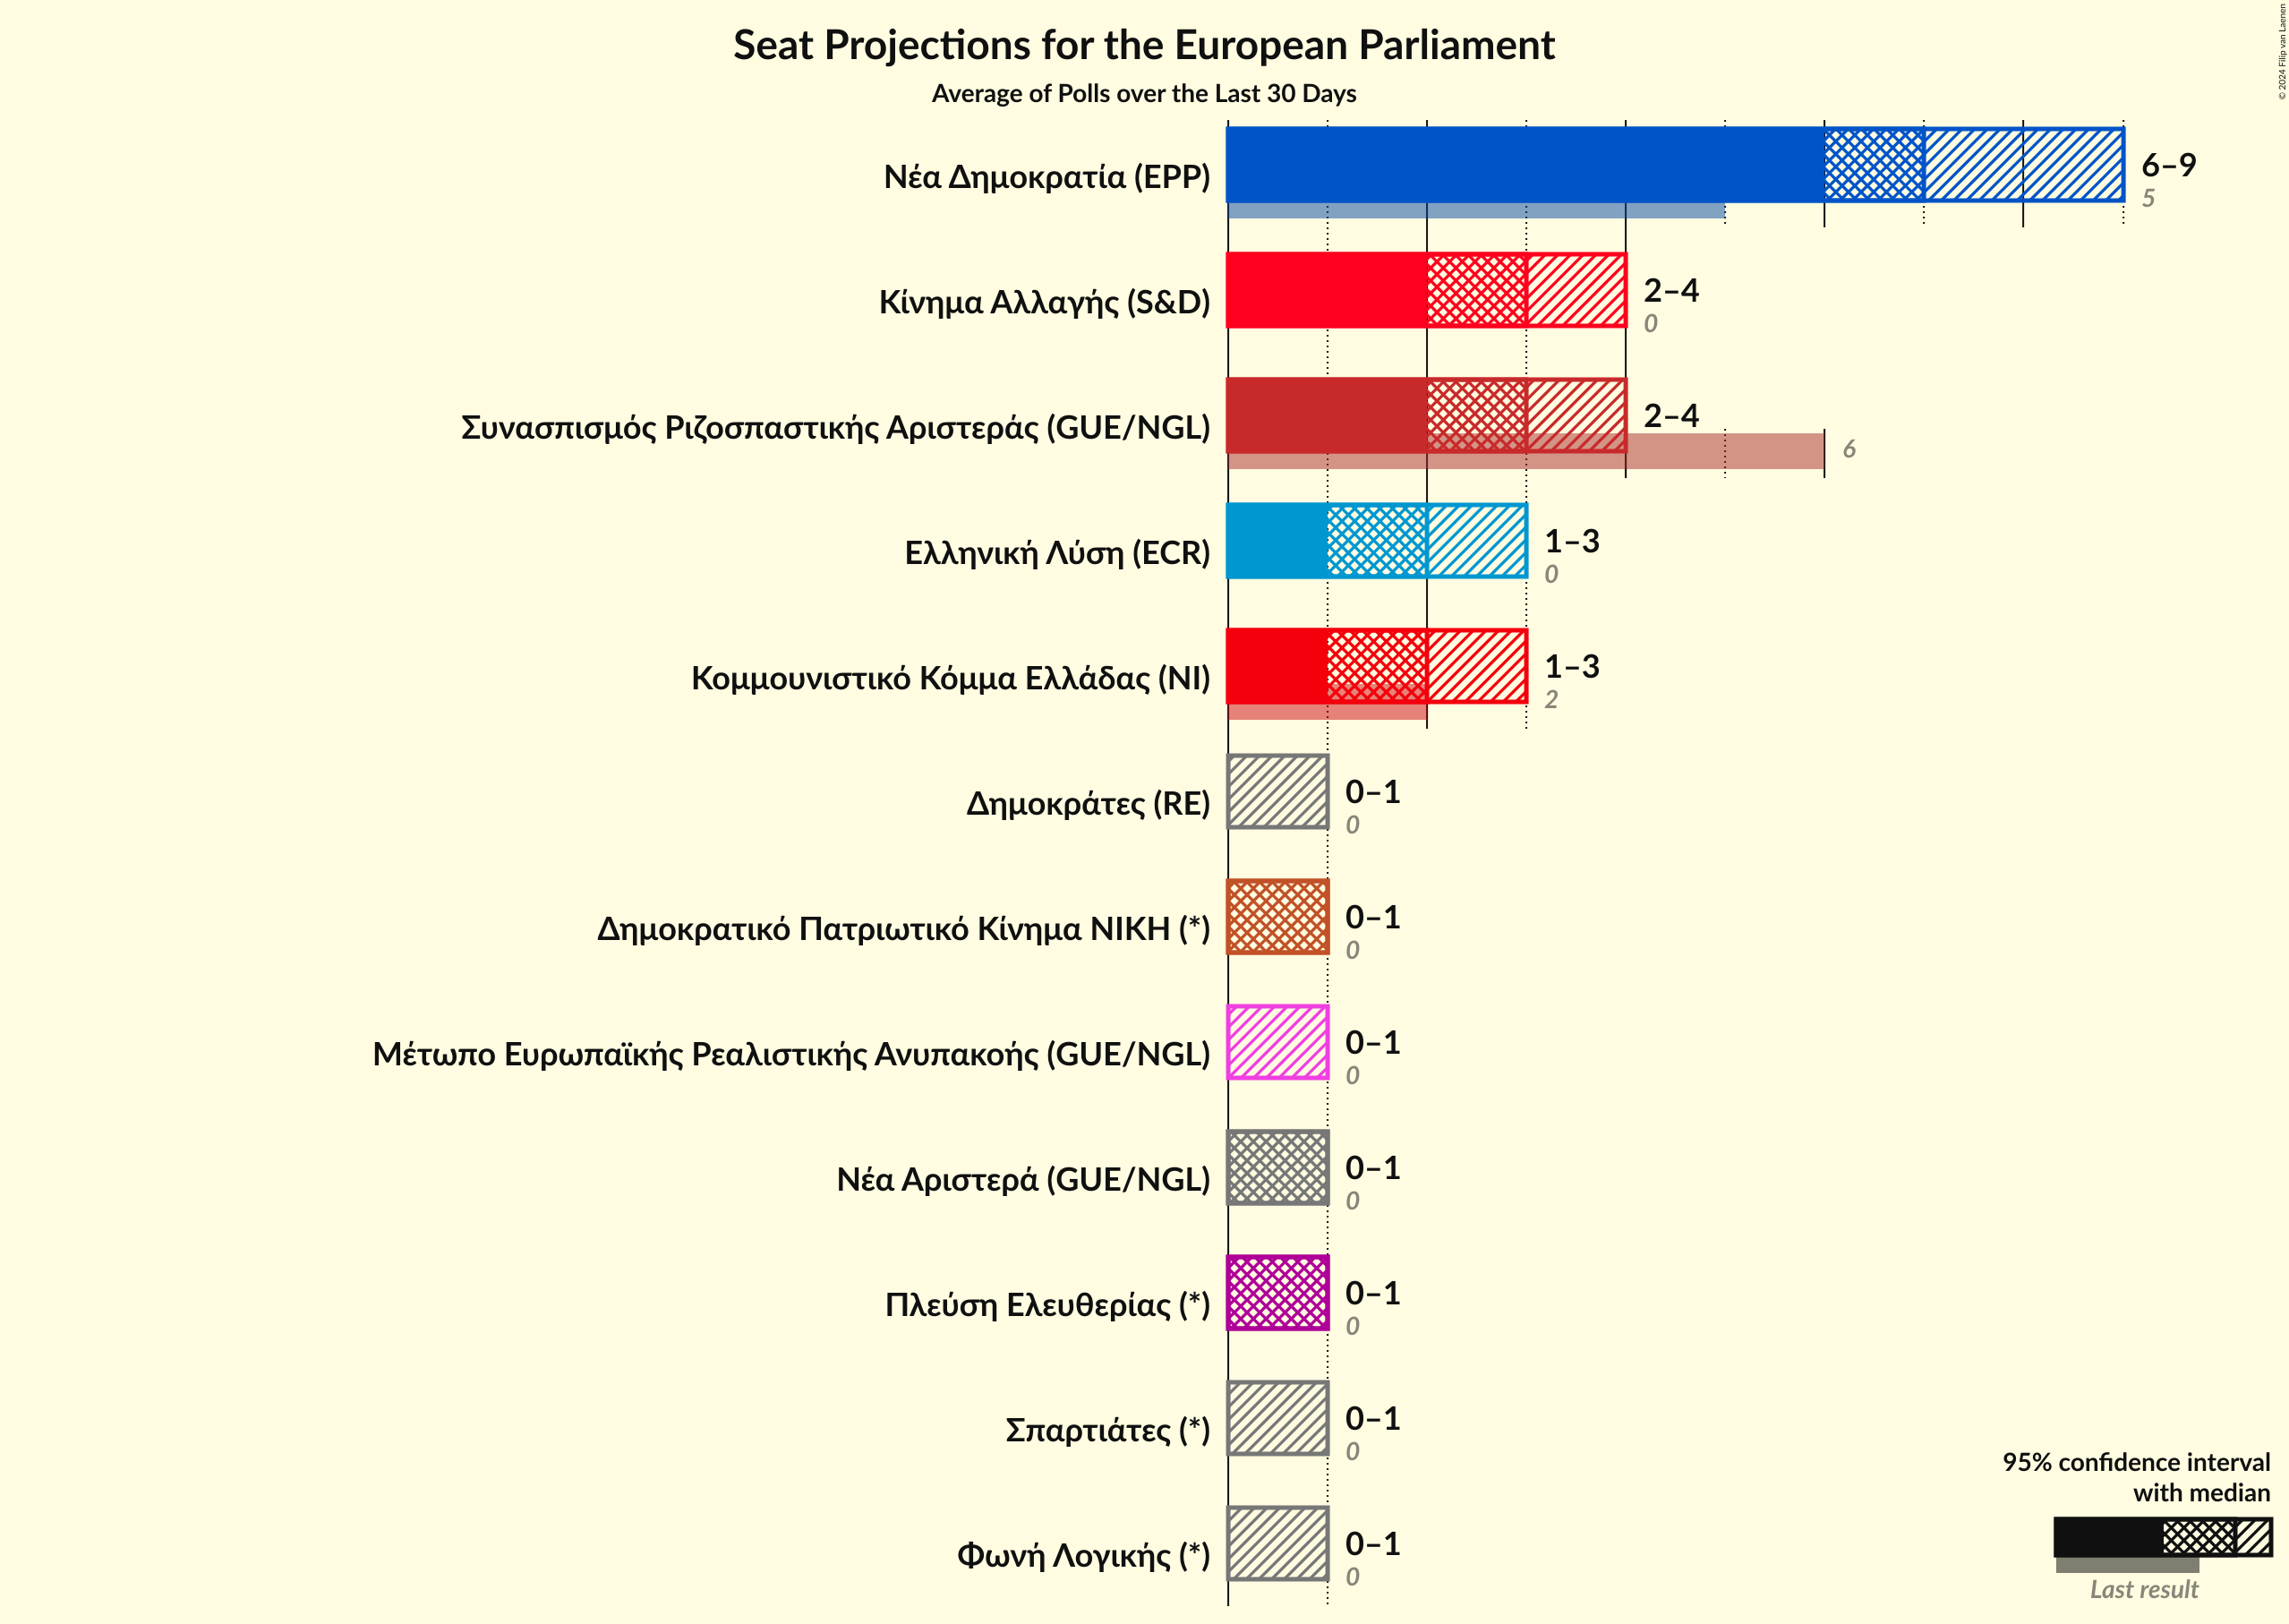 Seat Projections for the European Parliament
Average of Polls over the Last 30 Days
© 2024 Filip van Laenen
Νέα Δημοκρατία (EPP)
6–9
5
Κίνημα Αλλαγής (S&D)
2–4
0
Συνασπισμός Ριζοσπαστικής Αριστεράς (GUE/NGL)
2–4
6
Ελληνική Λύση (ECR)
1–3
0
Κομμουνιστικό Κόμμα Ελλάδας (NI)
1–3
2
Δημοκράτες (RE)
0–1
0
Δημοκρατικό Πατριωτικό Κίνημα ΝΙΚΗ (*)
0–1
0
Μέτωπο Ευρωπαϊκής Ρεαλιστικής Ανυπακοής (GUE/NGL)
0–1
0
Νέα Αριστερά (GUE/NGL)
0–1
0
Πλεύση Ελευθερίας (*)
0–1
0
Σπαρτιάτες (*)
0–1
0
Φωνή Λογικής (*)
0–1
0
95% confidence interval
with median
Last result